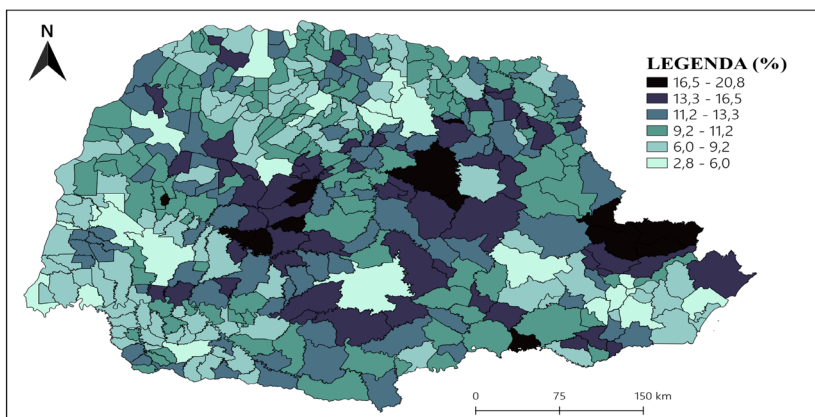 N
LEGENDA (%)
16,5 - 20,8
13,3 - 16,5
11,2 - 13,3
9,2 - 11,2
6,0 - 9,2
2,8 - 6,0
0 75 150 km